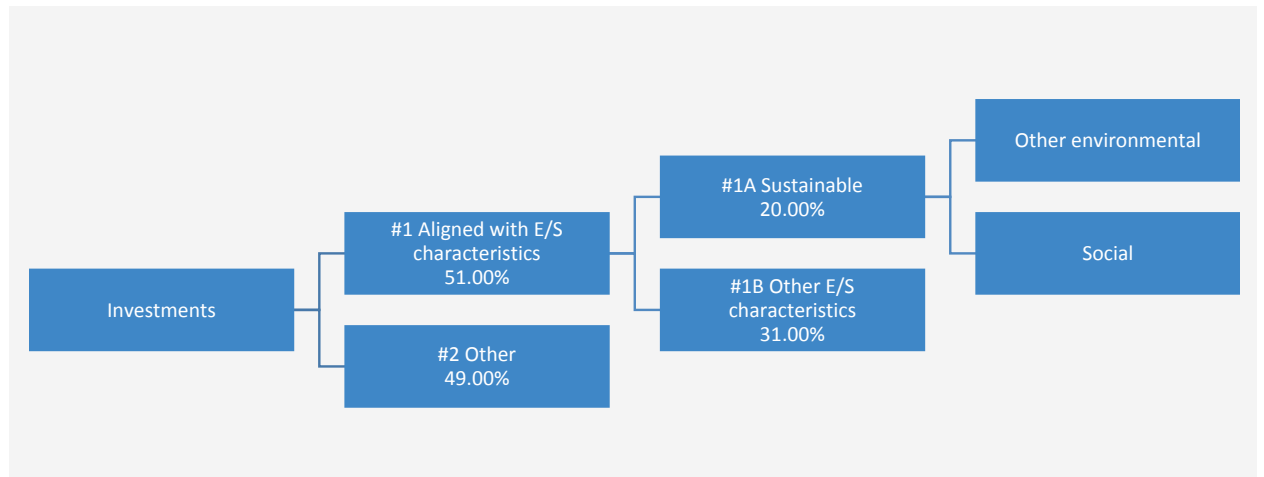 Investments
#1 Aligned with E/S
characteristics
51.00%
#2 Other
49.00%
#1A Sustainable
20.00%
#1B Other E/S
characteristics
31.00%
Other environmental
Social